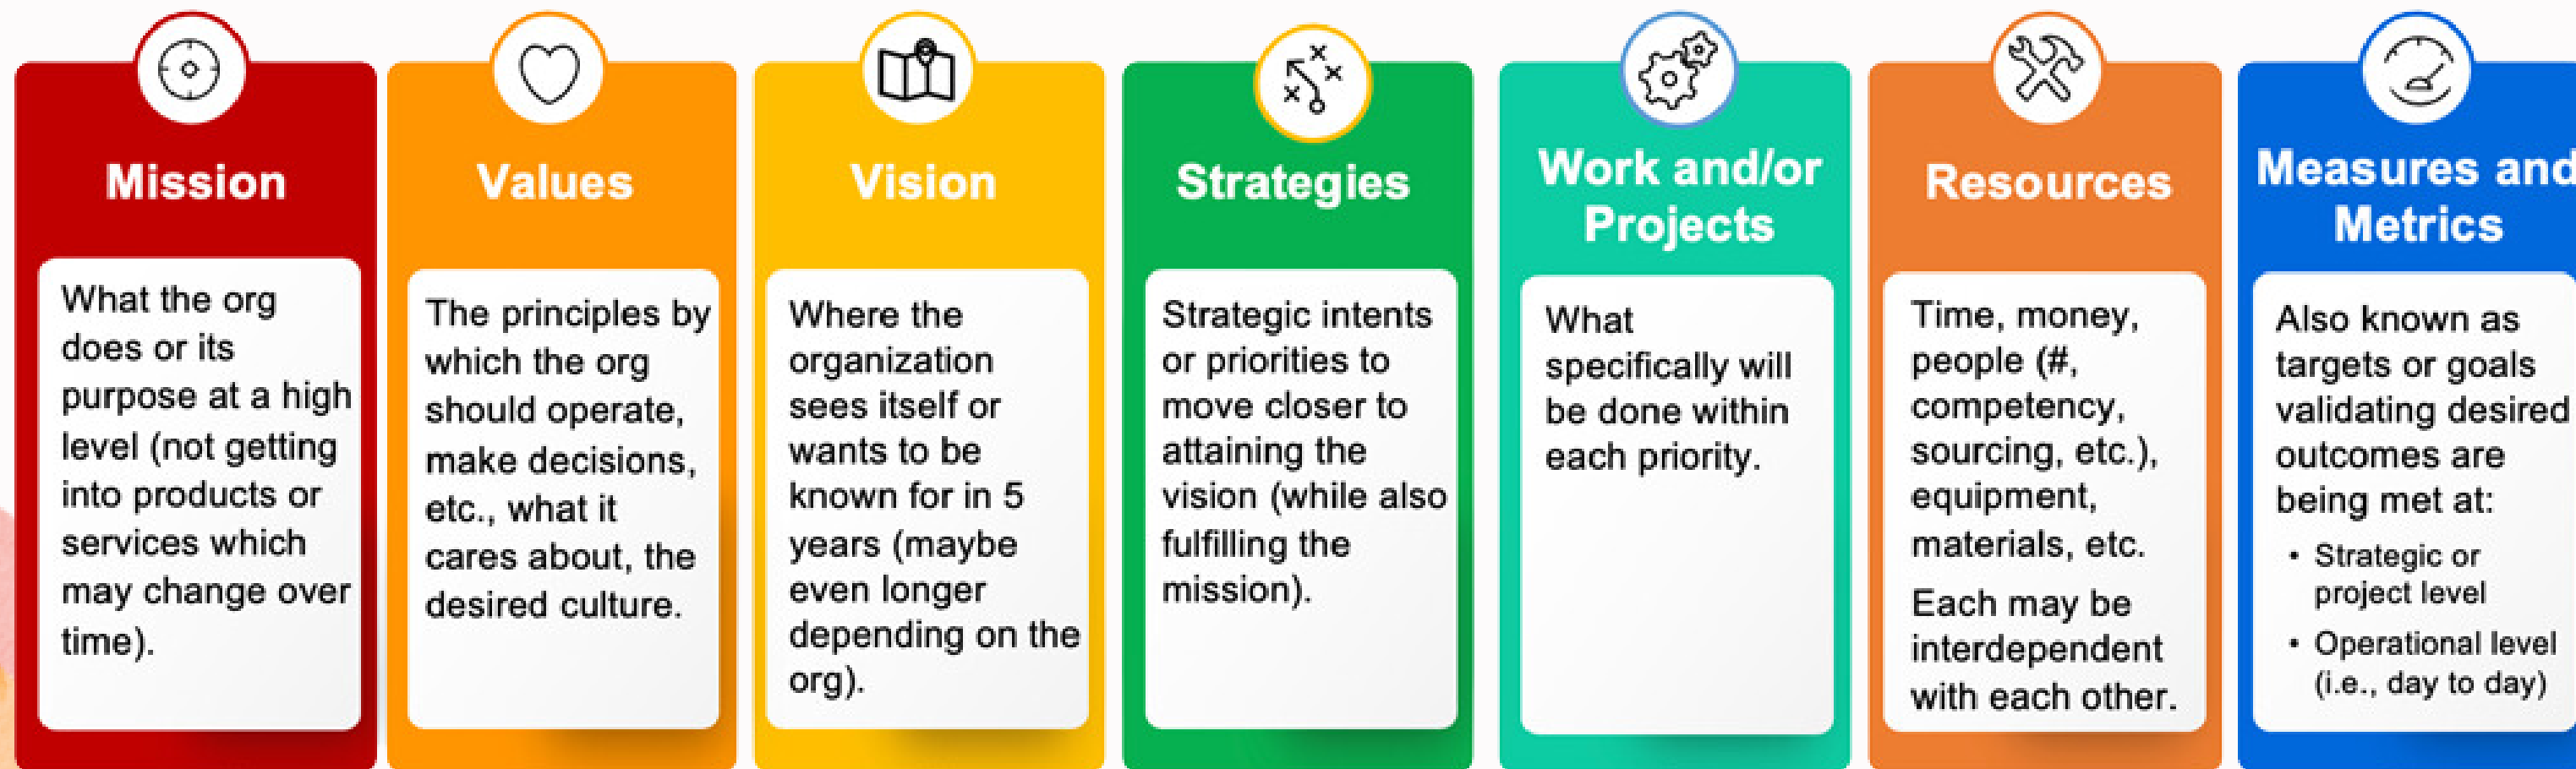 Mission
What the org
does or its
purpose at a high
level (not getting
into products or
services which
may change over
time).
Values
The principles by
which the org
should operate,
make decisions,
etc., what it
cares about, the
desired culture.
Vision
Where the
organization
sees itself or
wants to be
known for in 5
years (maybe
even longer
depending on the
org).
Strategies
Strategic intents
or priorities to
move closer to
attaining the
vision (while also
fulfilling the
mission).
Work and/or
Projects
What
specifically will
be done within
each priority.
Resources
Time, money,
people (#,
competency,
sourcing, etc.),
equipment,
materials, etc.
Each may be
interdependent
with each other.
Measures and
Metrics
Also known as
targets or goals
validating desired
outcomes are
being met at:
• Strategic or
project level
• Operational level
(i.e., day to day)